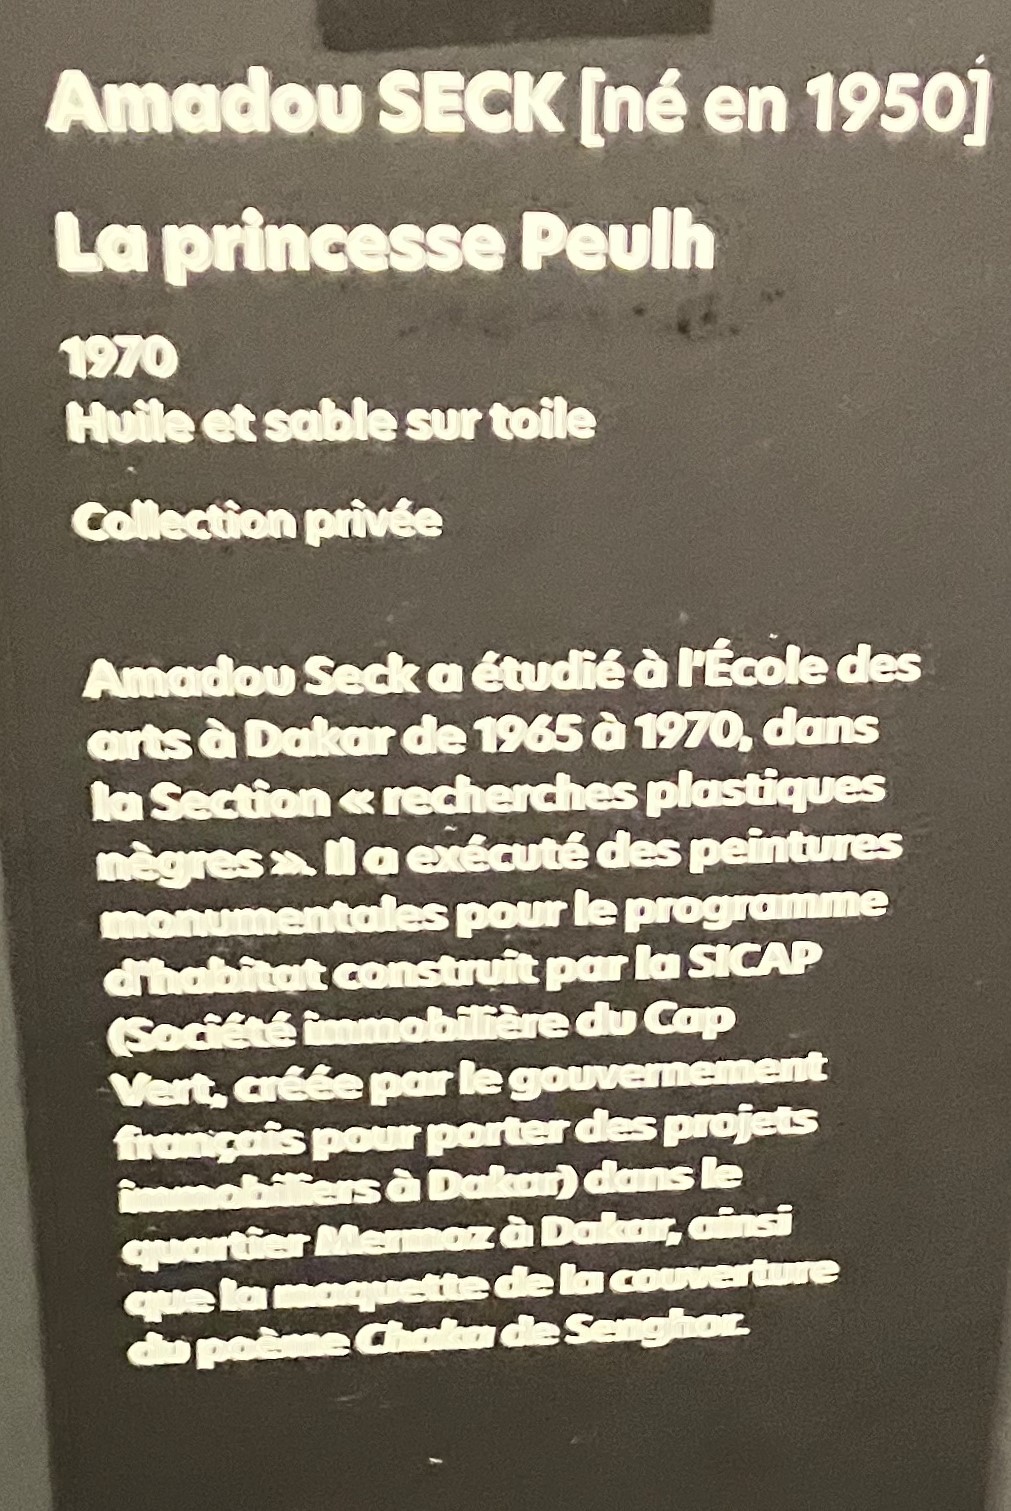 Amadou SECK [né en 1950]
La princesse Peulh
1970
Huile et sable sur toile
Collection privée
Amadou Seck a étudié à l'École des
arts à Dakar de 1965 à 1970, dans
la Section « recherches plastiques
nègres ». Il a exécuté des peintures
monumentales pour le programme
d'habitat construit par la SICAP
(Société immobilière du Cap
Vert, créée par le gouvernement
français pour porter des projets
immobiliers à Dakar) dans le
quartier Mermoz à Dakar, ainsi
que la maquette de la couverture
du poème Chaka de Senghor.